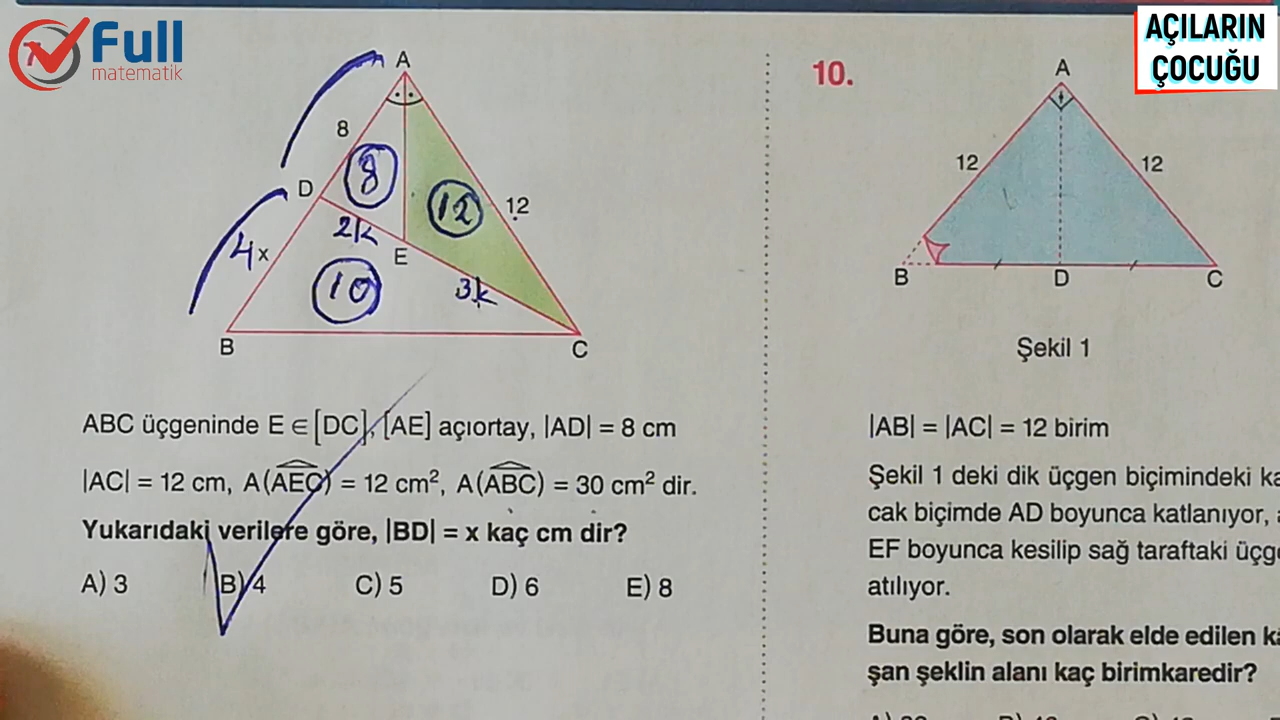 Full
matematik
AÇILARIN
ÇOCUĞU
A
8
D
8
12
12
2k
4
x
E
10
3k
B
C
ABC üçgeninde E ∈ [DC], [AE] açıortay, |AD| = 8 cm
|AC| = 12 cm, A(AEC) = 12 cm², A(ABC) = 30 cm² dir.
Yukarıdaki verilere göre, |BD| = x kaç cm dir?
A) 3 B) 4 C) 5 D) 6 E) 8
10.
A
12
12
B
D
C
Şekil 1
|AB| = |AC| = 12 birim
Şekil 1 deki dik üçgen biçimindeki
cak biçimde AD boyunca katlanıyor,
EF boyunca kesilip sağ taraftaki
atılıyor.
Buna göre, son olarak elde edilen
şan şeklin alanı kaç birimkaredir?